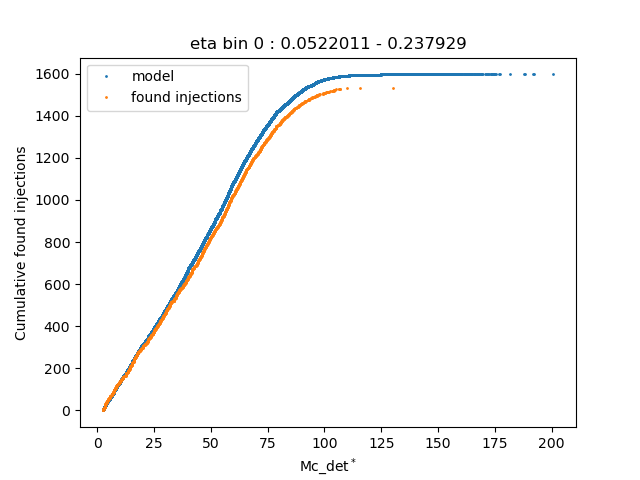 eta bin 0 : 0.0522011 - 0.237929
model
found injections
1600
1400
1200
1000
800
600
400
200
0
Cumulative found injections
0 25 50 75 100 125 150 175 200
Mc_det*